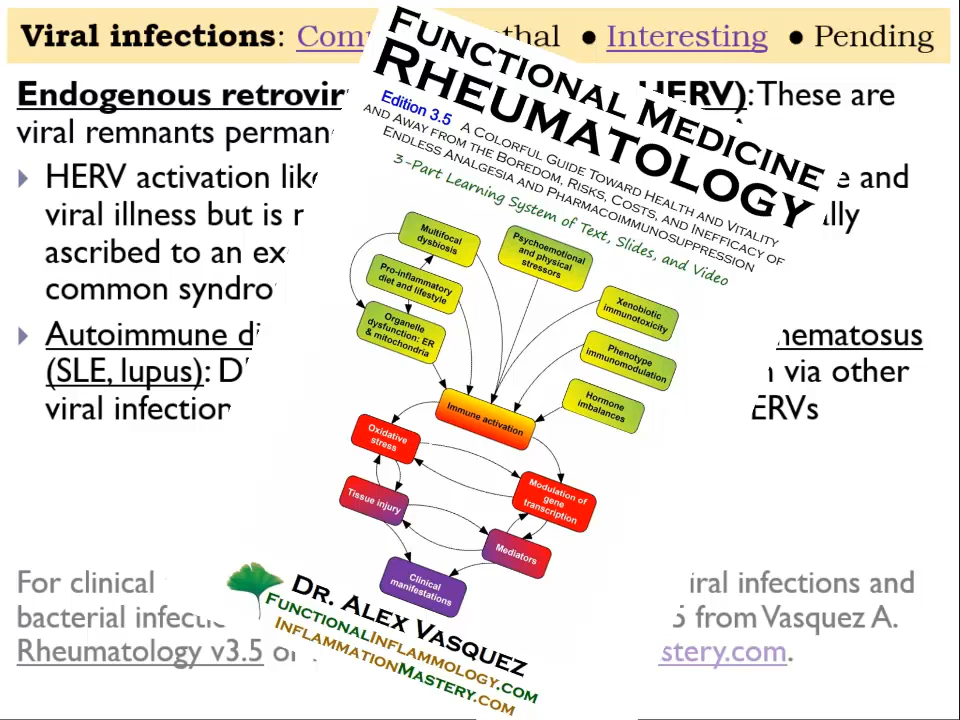 Viral infections: Com thal ● Interesting ● Pending
Endogenous retrovir HERV): These are
viral remnants perman
HERV activation like e and
viral illness but is r ally
ascribed to an ex
common syndro
Autoimmune di hematosus
(SLE, lupus): D via other
viral infection ERVs
For clinical iral infections and
bacterial infectio 5 from Vasquez A.
Rheumatology v3.5 or stery.com.
Functional Medicine
Rheumatology
Edition 3.5 A Colorful Guide Toward Health and Vitality
and Away from the Boredom, Risks, Costs, and Inefficacy of
Endless Analgesia and Pharmacoimmunosuppression
3-Part Learning System of Text, Slides, and Video
Multifocal
dysbiosis
Psychoemotional
and physical
stressors
Pro-inflammatory
diet and lifestyle
Xenobiotic
immunotoxicity
Organelle
dysfunction: ER
& mitochondria
Phenotype
immunomodulation
Hormone
imbalances
Immune activation
Oxidative
stress
Modulation of
gene
transcription
Tissue injury
Mediators
Clinical
manifestations
Dr. Alex Vasquez
FunctionalInflammology.com
InflammationMastery.com